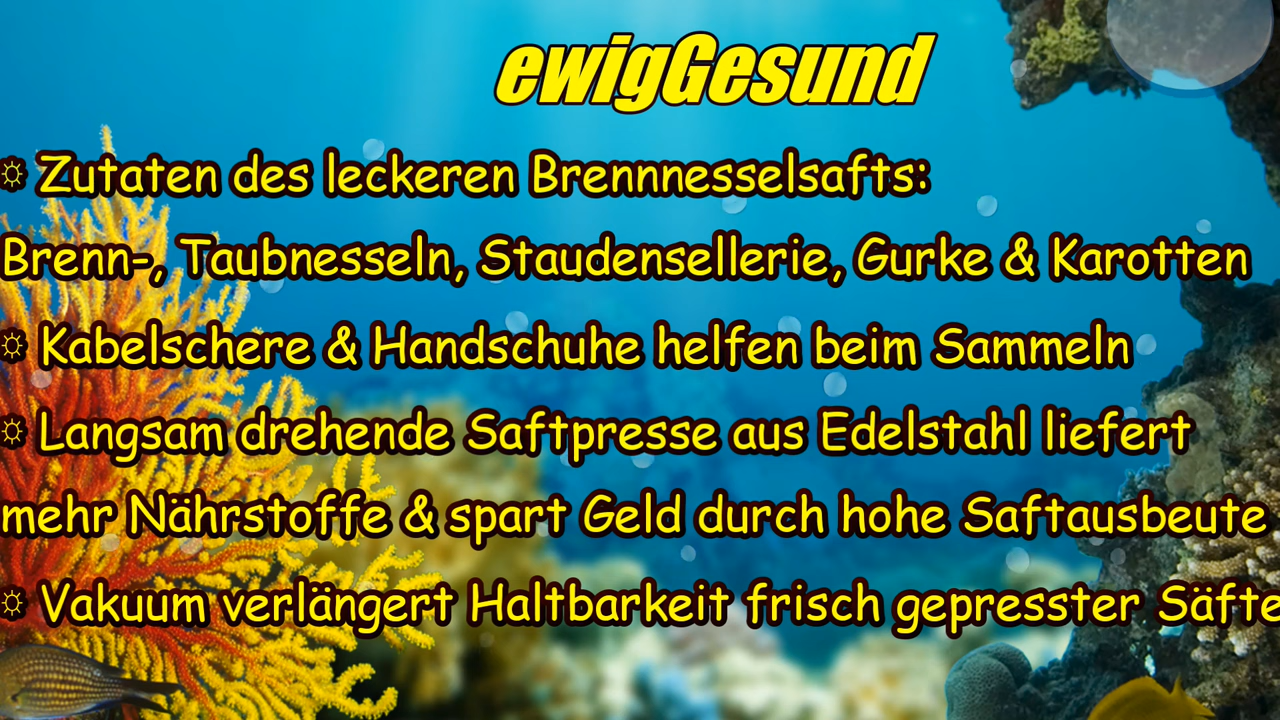 ewigGesund
☼ Zutaten des leckeren Brennnesselsafts:
Brenn-, Taubnesseln, Staudensellerie, Gurke & Karotten
☼ Kabelschere & Handschuhe helfen beim Sammeln
☼ Langsam drehende Saftpresse aus Edelstahl liefert
mehr Nährstoffe & spart Geld durch hohe Saftausbeute
☼ Vakuum verlängert Haltbarkeit frisch gepresster Säfte